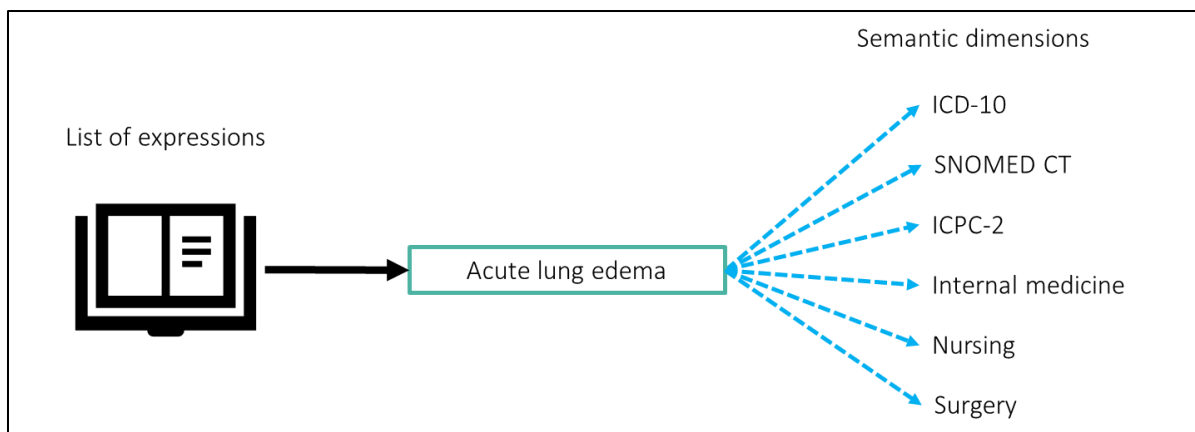 Semantic dimensions
List of expressions
Acute lung edema
ICD-10
SNOMED CT
ICPC-2
Internal medicine
Nursing
Surgery